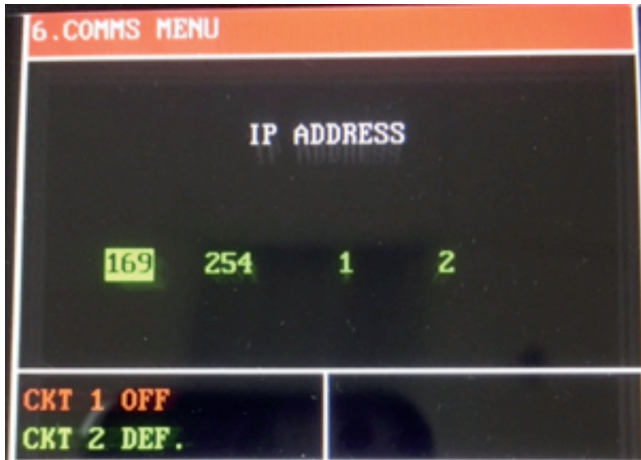 6.COMMS MENU
IP ADDRESS
169 254 1 2
CKT 1 OFF
CKT 2 DEF.